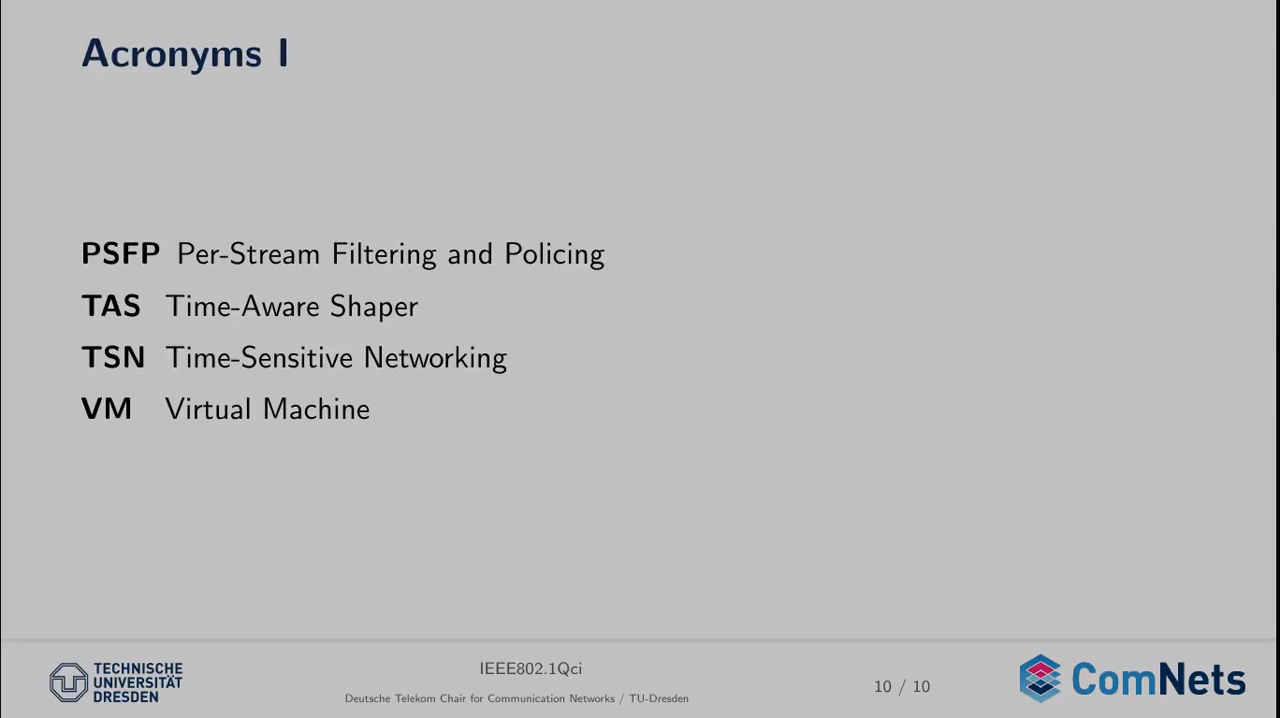 Acronyms I
PSFP Per-Stream Filtering and Policing
TAS Time-Aware Shaper
TSN Time-Sensitive Networking
VM Virtual Machine
TECHNISCHE
UNIVERSITÄT
DRESDEN
IEEE802.1Qci
Deutsche Telekom Chair for Communication Networks / TU-Dresden
10 / 10
ComNets